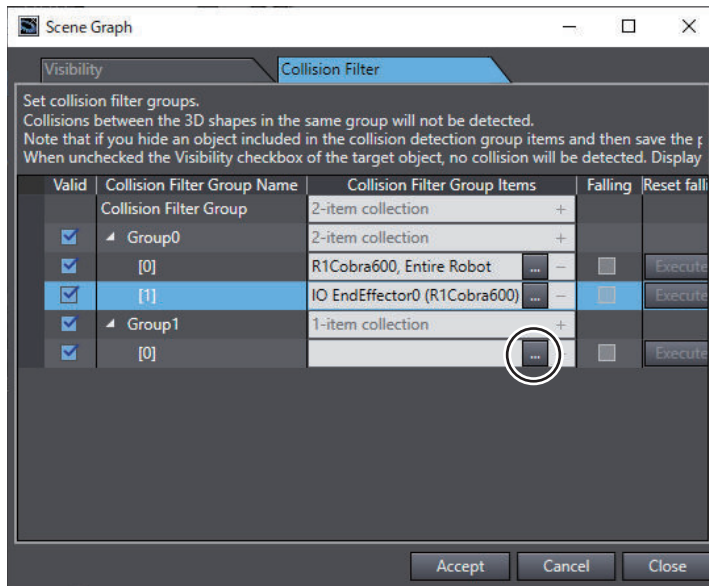 Scene Graph
Visibility Collision Filter
Set collision filter groups.
Collisions between the 3D shapes in the same group will not be detected.
Note that if you hide an object included in the collision detection group items and then save the
When unchecked the Visibility checkbox of the target object, no collision will be detected. Display
Valid Collision Filter Group Name Collision Filter Group Items Falling Reset falli
Collision Filter Group 2-item collection +
Group0 2-item collection +
[0] R1Cobra600, Entire Robot ... - Execute
[1] IO EndEffector0 (R1Cobra600) ... - Execute
Group1 1-item collection +
[0] ... Execute
Accept Cancel Close